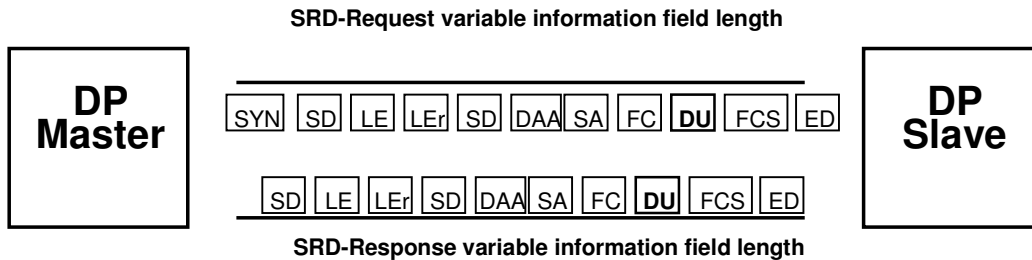 SRD-Request variable information field length
DP
Master
SYN SD LE LEr SD DAA SA FC DU FCS ED
DP
Slave
SD LE LEr SD DAA SA FC DU FCS ED
SRD-Response variable information field length